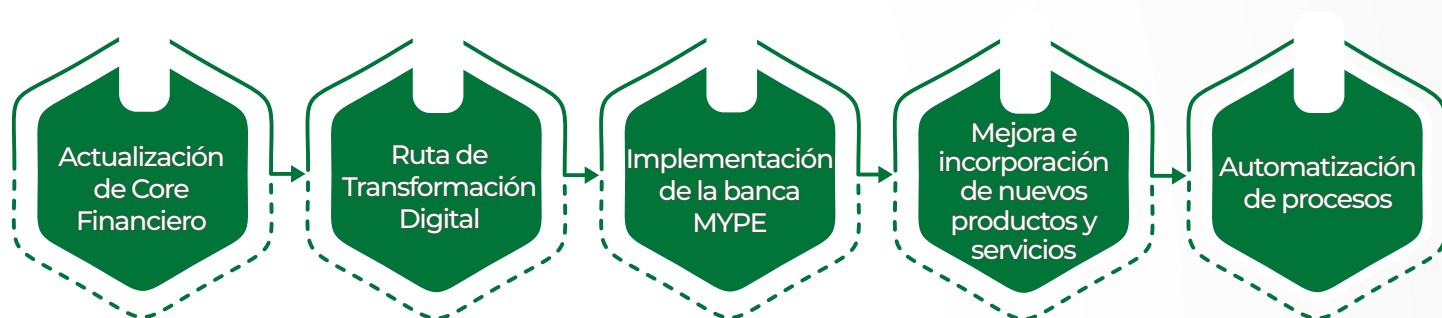 Actualización
de Core
Financiero
Ruta de
Transformación
Digital
Implementación
de la banca
MYPE
Mejora e
incorporación
de nuevos
productos y
servicios
Automatización
de procesos